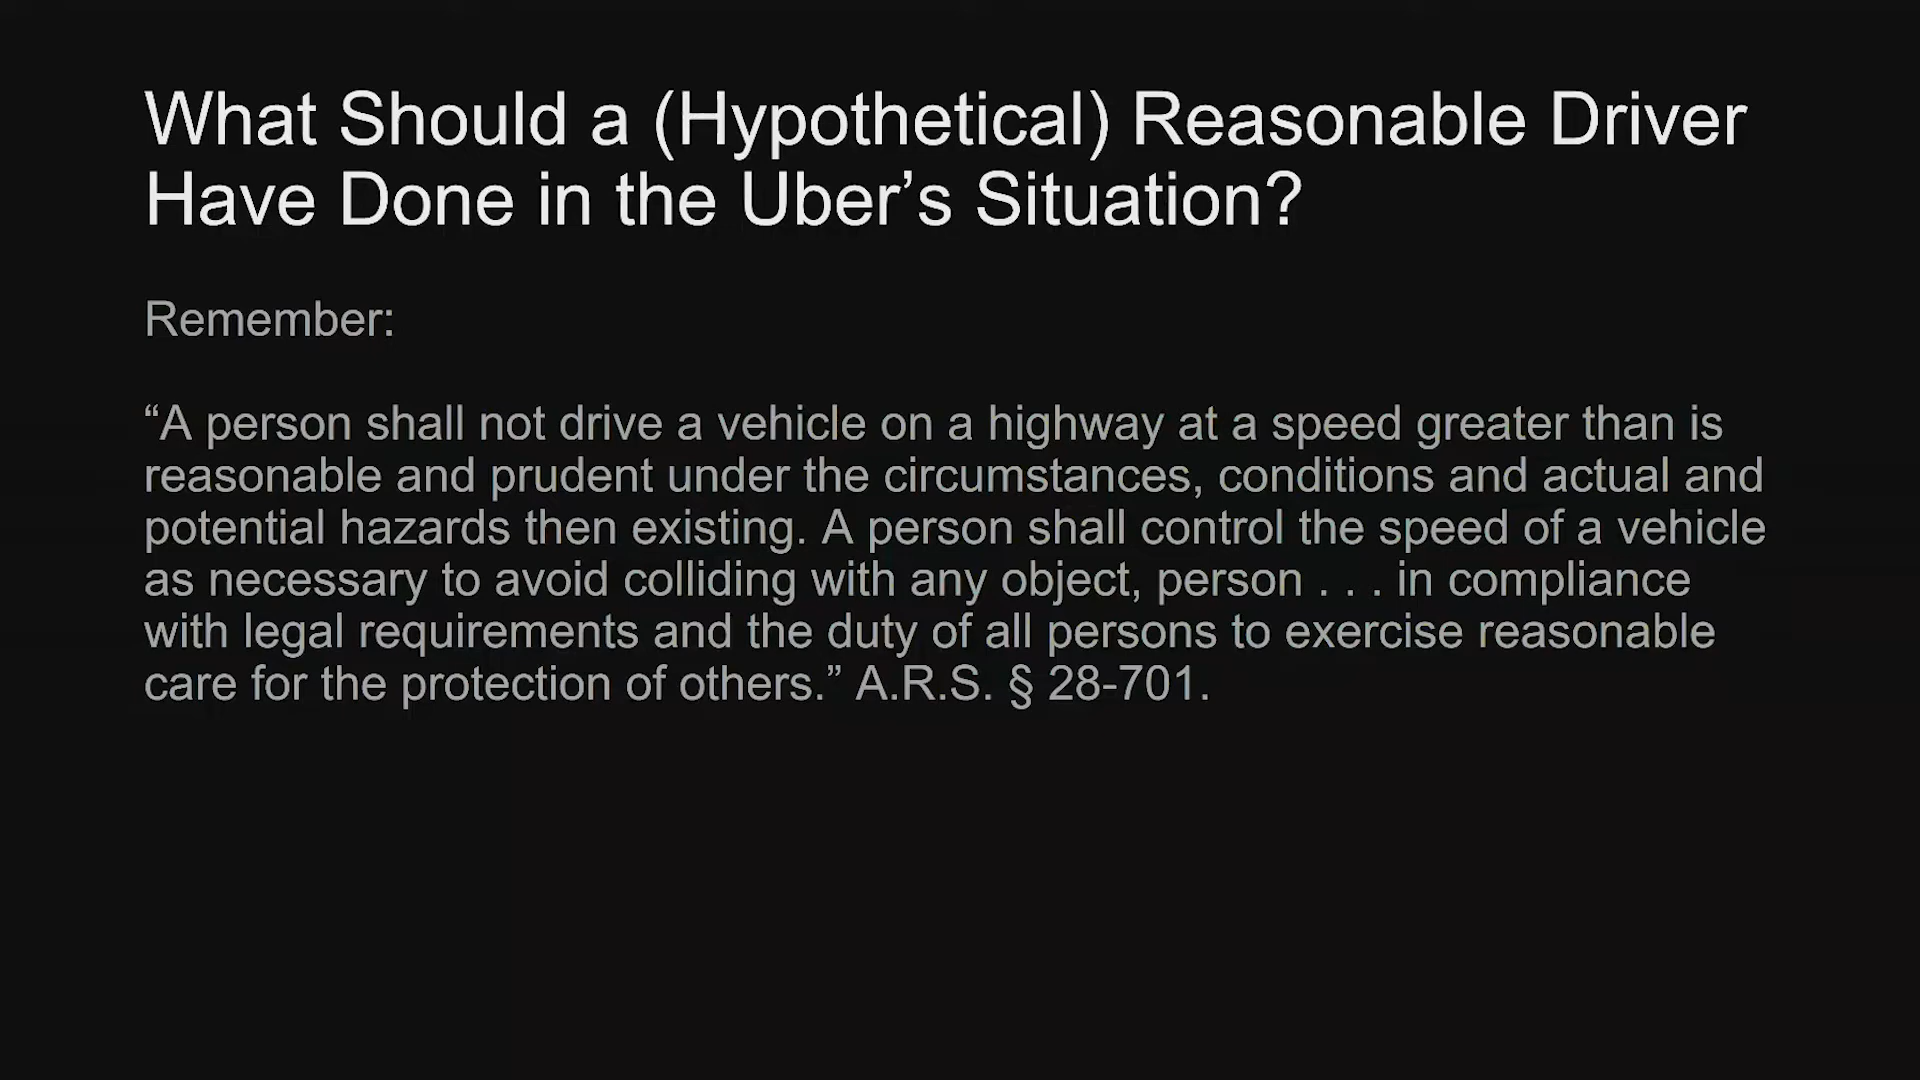 What Should a (Hypothetical) Reasonable Driver
Have Done in the Uber’s Situation?
Remember:
“A person shall not drive a vehicle on a highway at a speed greater than is
reasonable and prudent under the circumstances, conditions and actual and
potential hazards then existing. A person shall control the speed of a vehicle
as necessary to avoid colliding with any object, person . . . in compliance
with legal requirements and the duty of all persons to exercise reasonable
care for the protection of others.” A.R.S. § 28-701.